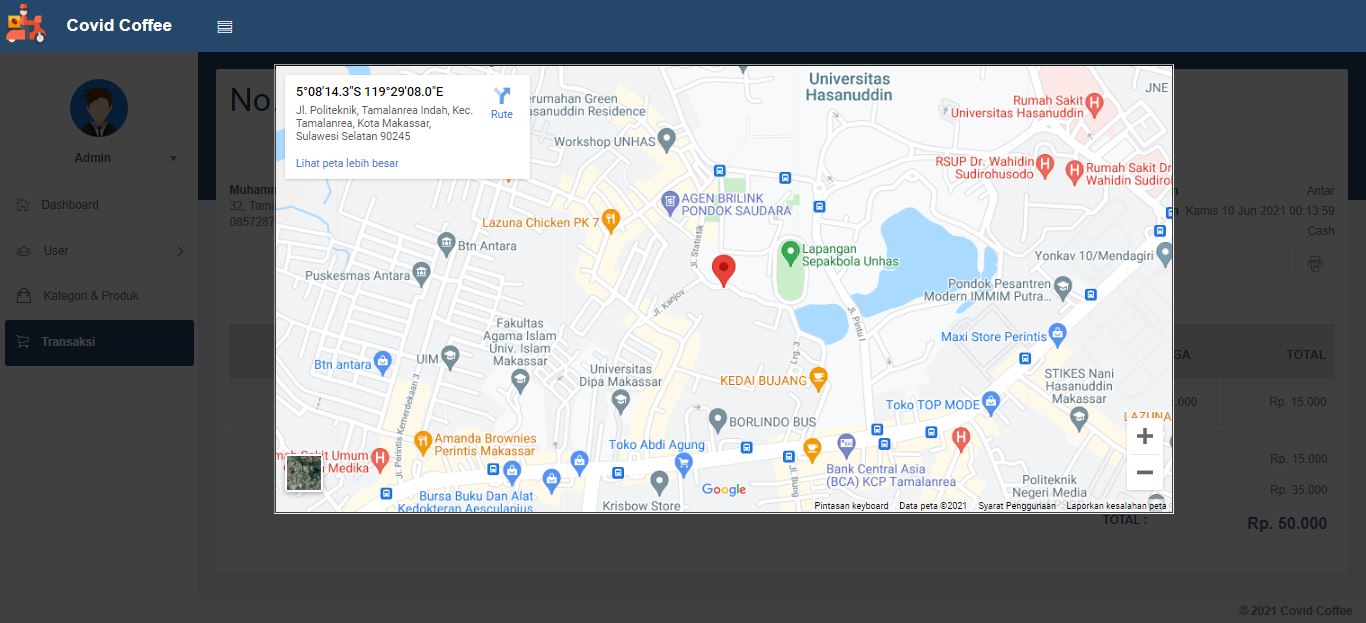 Covid Coffee
Admin
Dashboard
User
Kategori & Produk
Transaksi
No.
Muhamm
32, Tama
0857287
Antar
Kamis 10 Jun 2021 00:13:59
Cash
GA
TOTAL
.000
Rp. 15.000
Rp. 15.000
Rp. 35.000
TOTAL :
Rp. 50.000
© 2021 Covid Coffee
5°08'14.3"S 119°29'08.0"E
Jl. Politeknik, Tamalanrea Indah, Kec.
Tamalanrea, Kota Makassar,
Sulawesi Selatan 90245
Rute
Lihat peta lebih besar
erumahan Green
asanuddin Residence
Universitas
Hasanuddin
JNE
Rumah Sakit
Universitas Hasanuddin
Workshop UNHAS
RSUP Dr. Wahidin
Sudirohusodo
Rumah Sakit Dr
Wahidin Sudirol
AGEN BRILINK
PONDOK SAUDARA
Lazuna Chicken PK 7
Jl. Statistik
Btn Antara
Lapangan
Sepakbola Unhas
Yonkav 10/Mendagiri
Puskesmas Antara
Pondok Pesantren
Modern IMMIM Putra...
Jl. Kanjov
Jl. Pintu I
Fakultas
Agama Islam
Univ. Islam
Makassar
Maxi Store Perintis
Lrg. 3
UIM
Btn antara
Universitas
Dipa Makassar
KEDAI BUJANG
STIKES Nani
Hasanuddin
Makassar
Toko TOP MODE
Jl. Perintis Kemerdekaan 3
BORLINDO BUS
LAZUNA
Amanda Brownies
Perintis Makassar
Toko Abdi Agung
mah Sakit Umum
Medika
Bank Central Asia
(BCA) KCP Tamalanrea
Jl. Bung
Politeknik
Negeri Media
Bursa Buku Dan Alat
Kedokteran Aesculapius
Krisbow Store
Google
Pintasan keyboard
Data peta ©2021
Syarat Penggunaan
Laporkan kesalahan peta